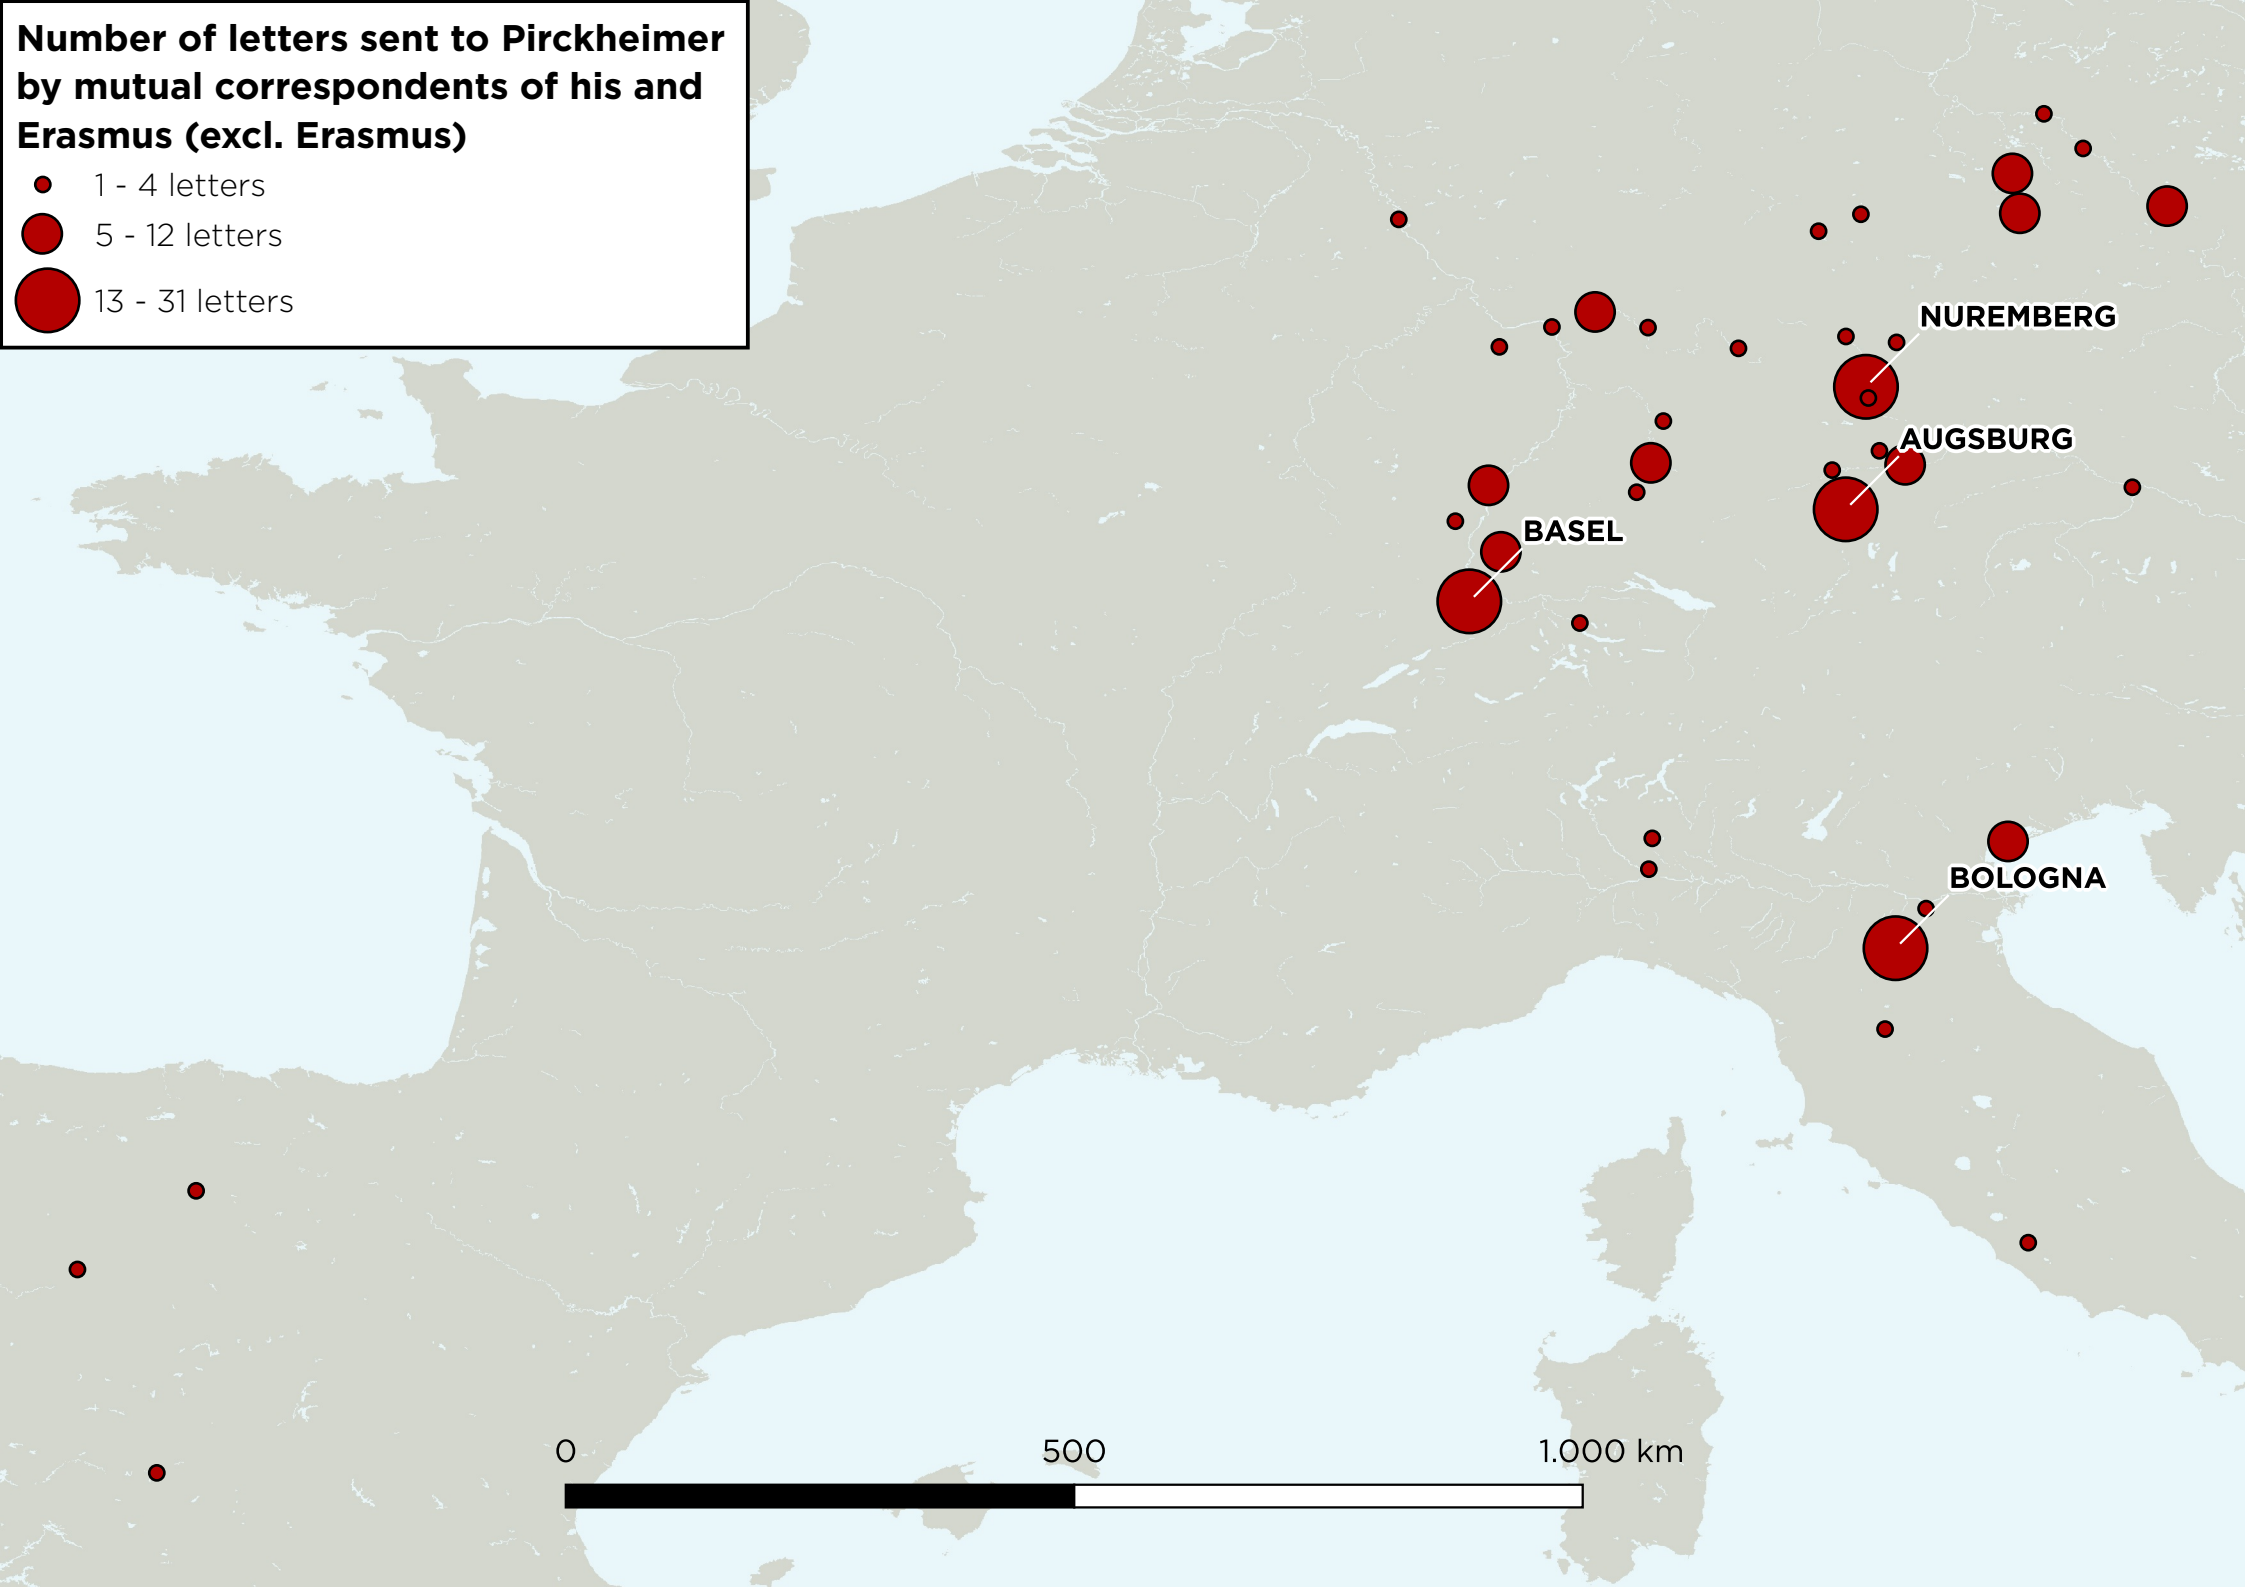 Number of letters sent to Pirckheimer
by mutual correspondents of his and
Erasmus (excl. Erasmus)
1 - 4 letters
5 - 12 letters
13 - 31 letters
NUREMBERG
AUGSBURG
BASEL
BOLOGNA
0 500 1.000 km